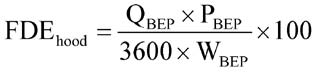 FDE_hood = (Q_BEP × P_BEP) / (3600 × W_BEP) × 100